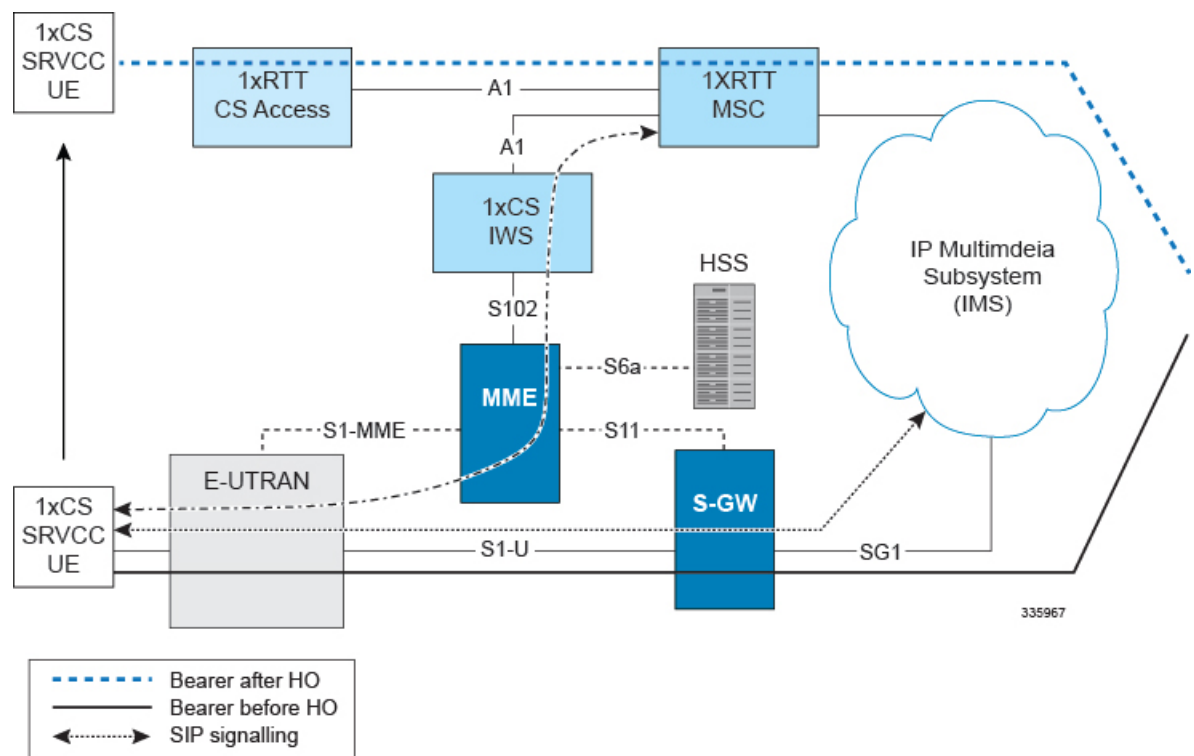 1xCS
SRVCC
UE
1xRTT
CS Access
A1
1XRTT
MSC
A1
1xCS
IWS
IP Multimdeia
Subsystem
(IMS)
HSS
S102
S6a
MME
S1-MME
S11
E-UTRAN
S-GW
1xCS
SRVCC
UE
S1-U
SG1
335967
Bearer after HO
Bearer before HO
SIP signalling